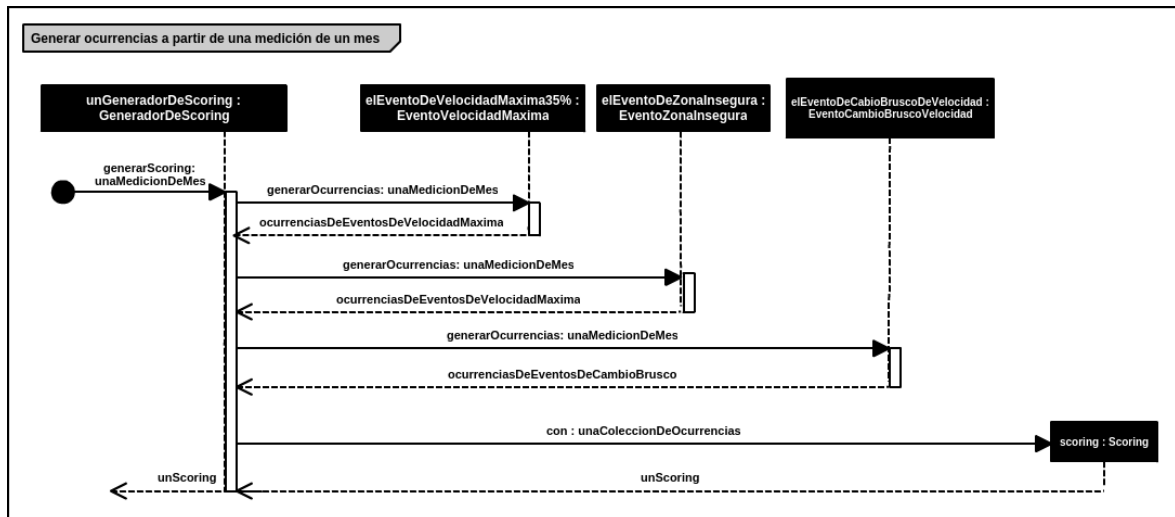 Generar ocurrencias a partir de una medición de un mes
unGeneradorDeScoring :
GeneradorDeScoring
elEventoDeVelocidadMaxima35% :
EventoVelocidadMaxima
elEventoDeZonaInsegura :
EventoZonaInsegura
elEventoDeCabioBruscoDeVelocidad :
EventoCambioBruscoVelocidad
generarScoring:
unaMedicionDeMes
generarOcurrencias: unaMedicionDeMes
ocurrenciasDeEventosDeVelocidadMaxima
generarOcurrencias: unaMedicionDeMes
ocurrenciasDeEventosDeVelocidadMaxima
generarOcurrencias: unaMedicionDeMes
ocurrenciasDeEventosDeCambioBrusco
con : unaColeccionDeOcurrencias
scoring : Scoring
unScoring
unScoring